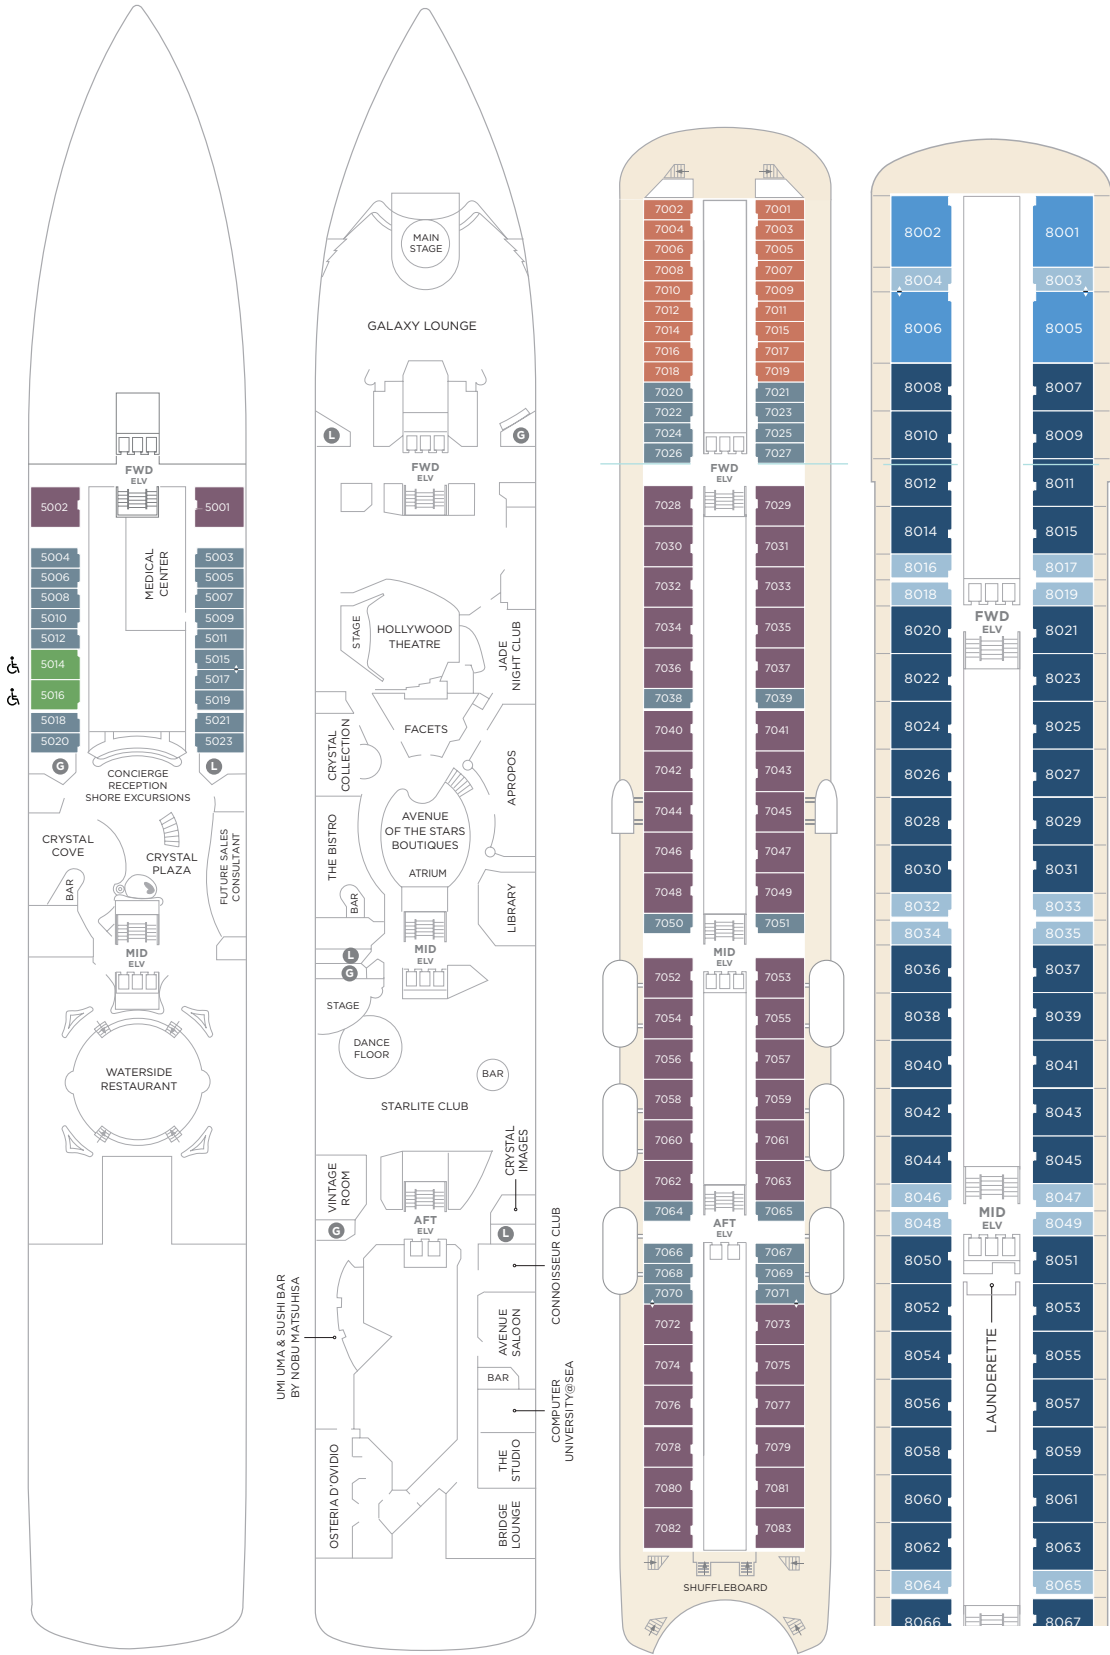 FWD
ELV
5002
5001
5004
5003
5006
5005
5008
5007
5010
5009
5012
5011
5014
5015
5017
5016
5019
5018
5021
5020
5023
MEDICAL
CENTER
G
L
CONCIERGE
RECEPTION
SHORE EXCURSIONS
CRYSTAL
COVE
CRYSTAL
PLAZA
BAR
FUTURE SALES
CONSULTANT
MID
ELV
WATERSIDE
RESTAURANT
MAIN
STAGE
GALAXY LOUNGE
L
G
FWD
ELV
STAGE
HOLLYWOOD
THEATRE
JADE
NIGHT CLUB
FACETS
CRYSTAL
COLLECTION
APROPOS
THE BISTRO
AVENUE
OF THE STARS
BOUTIQUES
ATRIUM
BAR
LIBRARY
MID
ELV
L
G
STAGE
DANCE
FLOOR
BAR
STARLITE CLUB
VINTAGE
ROOM
CRYSTAL
IMAGES
G
AFT
ELV
L
CONNOISSEUR CLUB
UMI UMA & SUSHI BAR
BY NOBU MATSUHISA
AVENUE
SALOON
BAR
COMPUTER
UNIVERSITY@SEA
THE
STUDIO
OSTERIA D'OVIDIO
BRIDGE
LOUNGE
7002
7001
7004
7003
7006
7005
7008
7007
7010
7009
7012
7011
7014
7015
7016
7017
7018
7019
7020
7021
7022
7023
7024
7025
7026
7027
FWD
ELV
7028
7029
7030
7031
7032
7033
7034
7035
7036
7037
7038
7039
7040
7041
7042
7043
7044
7045
7046
7047
7048
7049
7050
7051
MID
ELV
7052
7053
7054
7055
7056
7057
7058
7059
7060
7061
7062
7063
7064
7065
AFT
ELV
7066
7067
7068
7069
7070
7071
7072
7073
7074
7075
7076
7077
7078
7079
7080
7081
7082
7083
SHUFFLEBOARD
8002
8001
8004
8003
8006
8005
8008
8007
8010
8009
8012
8011
8014
8015
8016
8017
8018
8019
FWD
ELV
8020
8021
8022
8023
8024
8025
8026
8027
8028
8029
8030
8031
8032
8033
8034
8035
8036
8037
8038
8039
8040
8041
8042
8043
8044
8045
8046
8047
8048
8049
MID
ELV
8050
8051
8052
8053
8054
8055
LAUNDERETTE
8056
8057
8058
8059
8060
8061
8062
8063
8064
8065
8066
8067